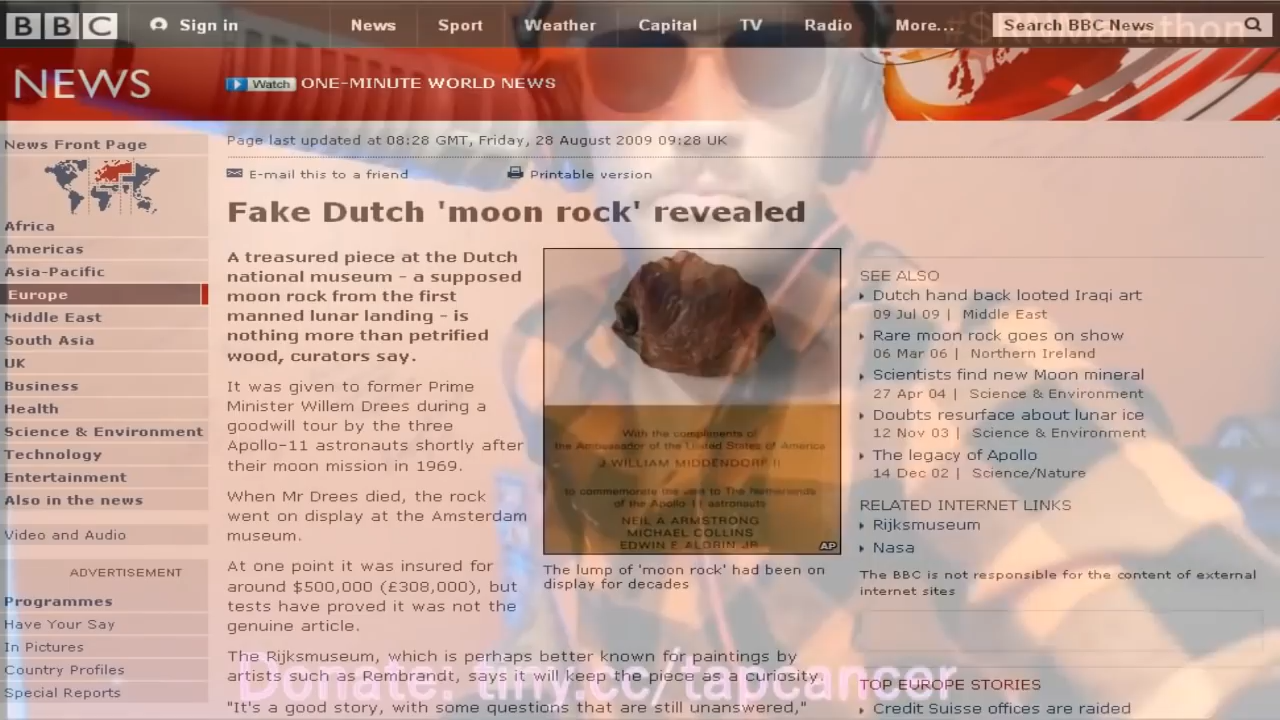 BBC Sign in News Sport Weather Capital TV Radio More... Search BBC News
Marathon
NEWS Watch ONE-MINUTE WORLD NEWS
Page last updated at 08:28 GMT, Friday, 28 August 2009 09:28 UK
E-mail this to a friend Printable version
News Front Page
Africa
Americas
Asia-Pacific
Europe
Middle East
South Asia
UK
Business
Health
Science & Environment
Technology
Entertainment
Also in the news
Video and Audio
ADVERTISEMENT
Programmes
Have Your Say
In Pictures
Country Profiles
Special Reports
Fake Dutch 'moon rock' revealed
A treasured piece at the Dutch
national museum - a supposed
moon rock from the first
manned lunar landing - is
nothing more than petrified
wood, curators say.
It was given to former Prime
Minister Willem Drees during a
goodwill tour by the three
Apollo-11 astronauts shortly after
their moon mission in 1969.
When Mr Drees died, the rock
went on display at the Amsterdam
museum.
At one point it was insured for
around $500,000 (£308,000), but
tests have proved it was not the
genuine article.
The Rijksmuseum, which is perhaps better known for paintings by
artists such as Rembrandt, says it will keep the piece as a curiosity.
"It's a good story, with some questions that are still unanswered,"
With the compliments of
the Ambassador of the United States of America
J. WILLIAM MIDDENDORF II
to commemorate the visit to The Netherlands
of the Apollo-11 astronauts
NEIL A. ARMSTRONG
MICHAEL COLLINS
EDWIN E. ALDRIN JR.
AP
The lump of 'moon rock' had been on
display for decades
SEE ALSO
Dutch hand back looted Iraqi art
09 Jul 09 | Middle East
Rare moon rock goes on show
06 Mar 06 | Northern Ireland
Scientists find new Moon mineral
27 Apr 04 | Science & Environment
Doubts resurface about lunar ice
12 Nov 03 | Science & Environment
The legacy of Apollo
14 Dec 02 | Science/Nature
RELATED INTERNET LINKS
Rijksmuseum
Nasa
The BBC is not responsible for the content of external
internet sites
TOP EUROPE STORIES
Credit Suisse offices are raided
Donate: tiny.cc/tapcancer